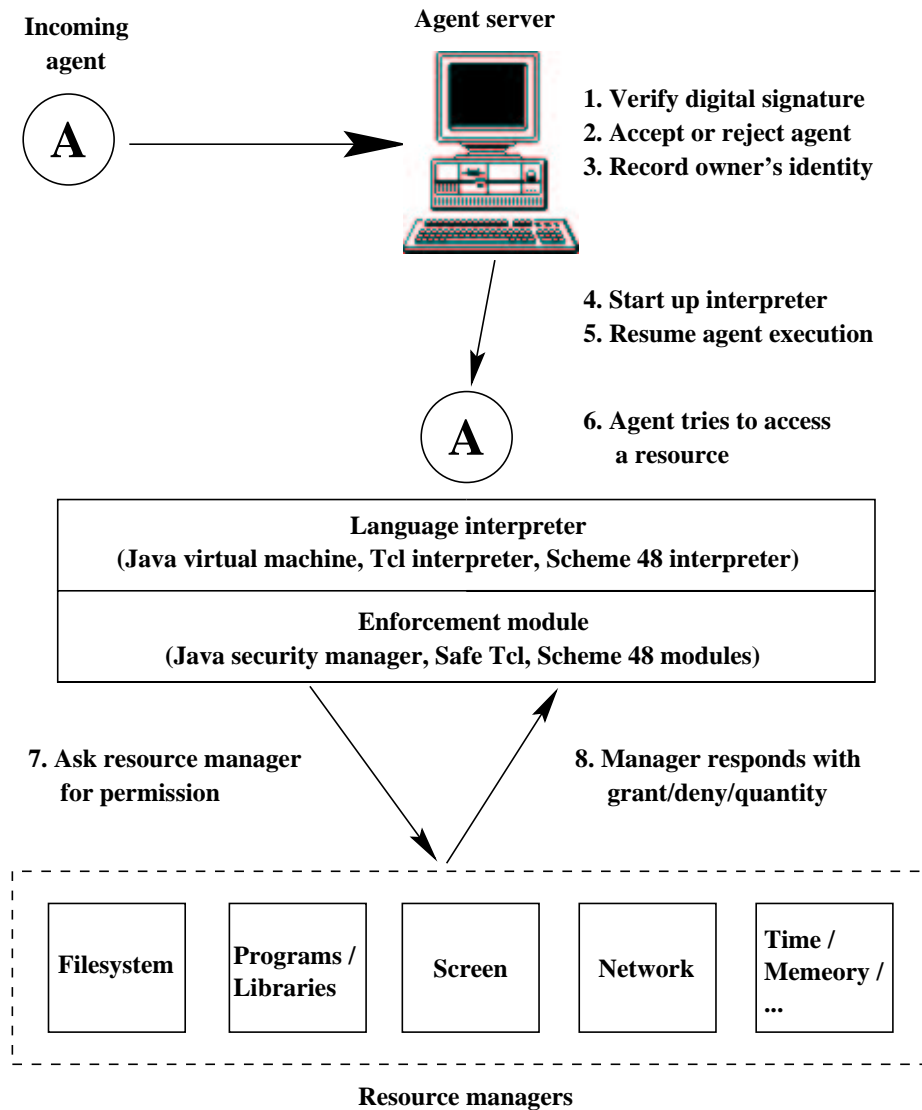 Incoming
agent
A
Agent server
1. Verify digital signature
2. Accept or reject agent
3. Record owner's identity
4. Start up interpreter
5. Resume agent execution
A
6. Agent tries to access
a resource
Language interpreter
(Java virtual machine, Tcl interpreter, Scheme 48 interpreter)
Enforcement module
(Java security manager, Safe Tcl, Scheme 48 modules)
7. Ask resource manager
for permission
8. Manager responds with
grant/deny/quantity
Filesystem
Programs /
Libraries
Screen
Network
Time /
Memeory /
...
Resource managers